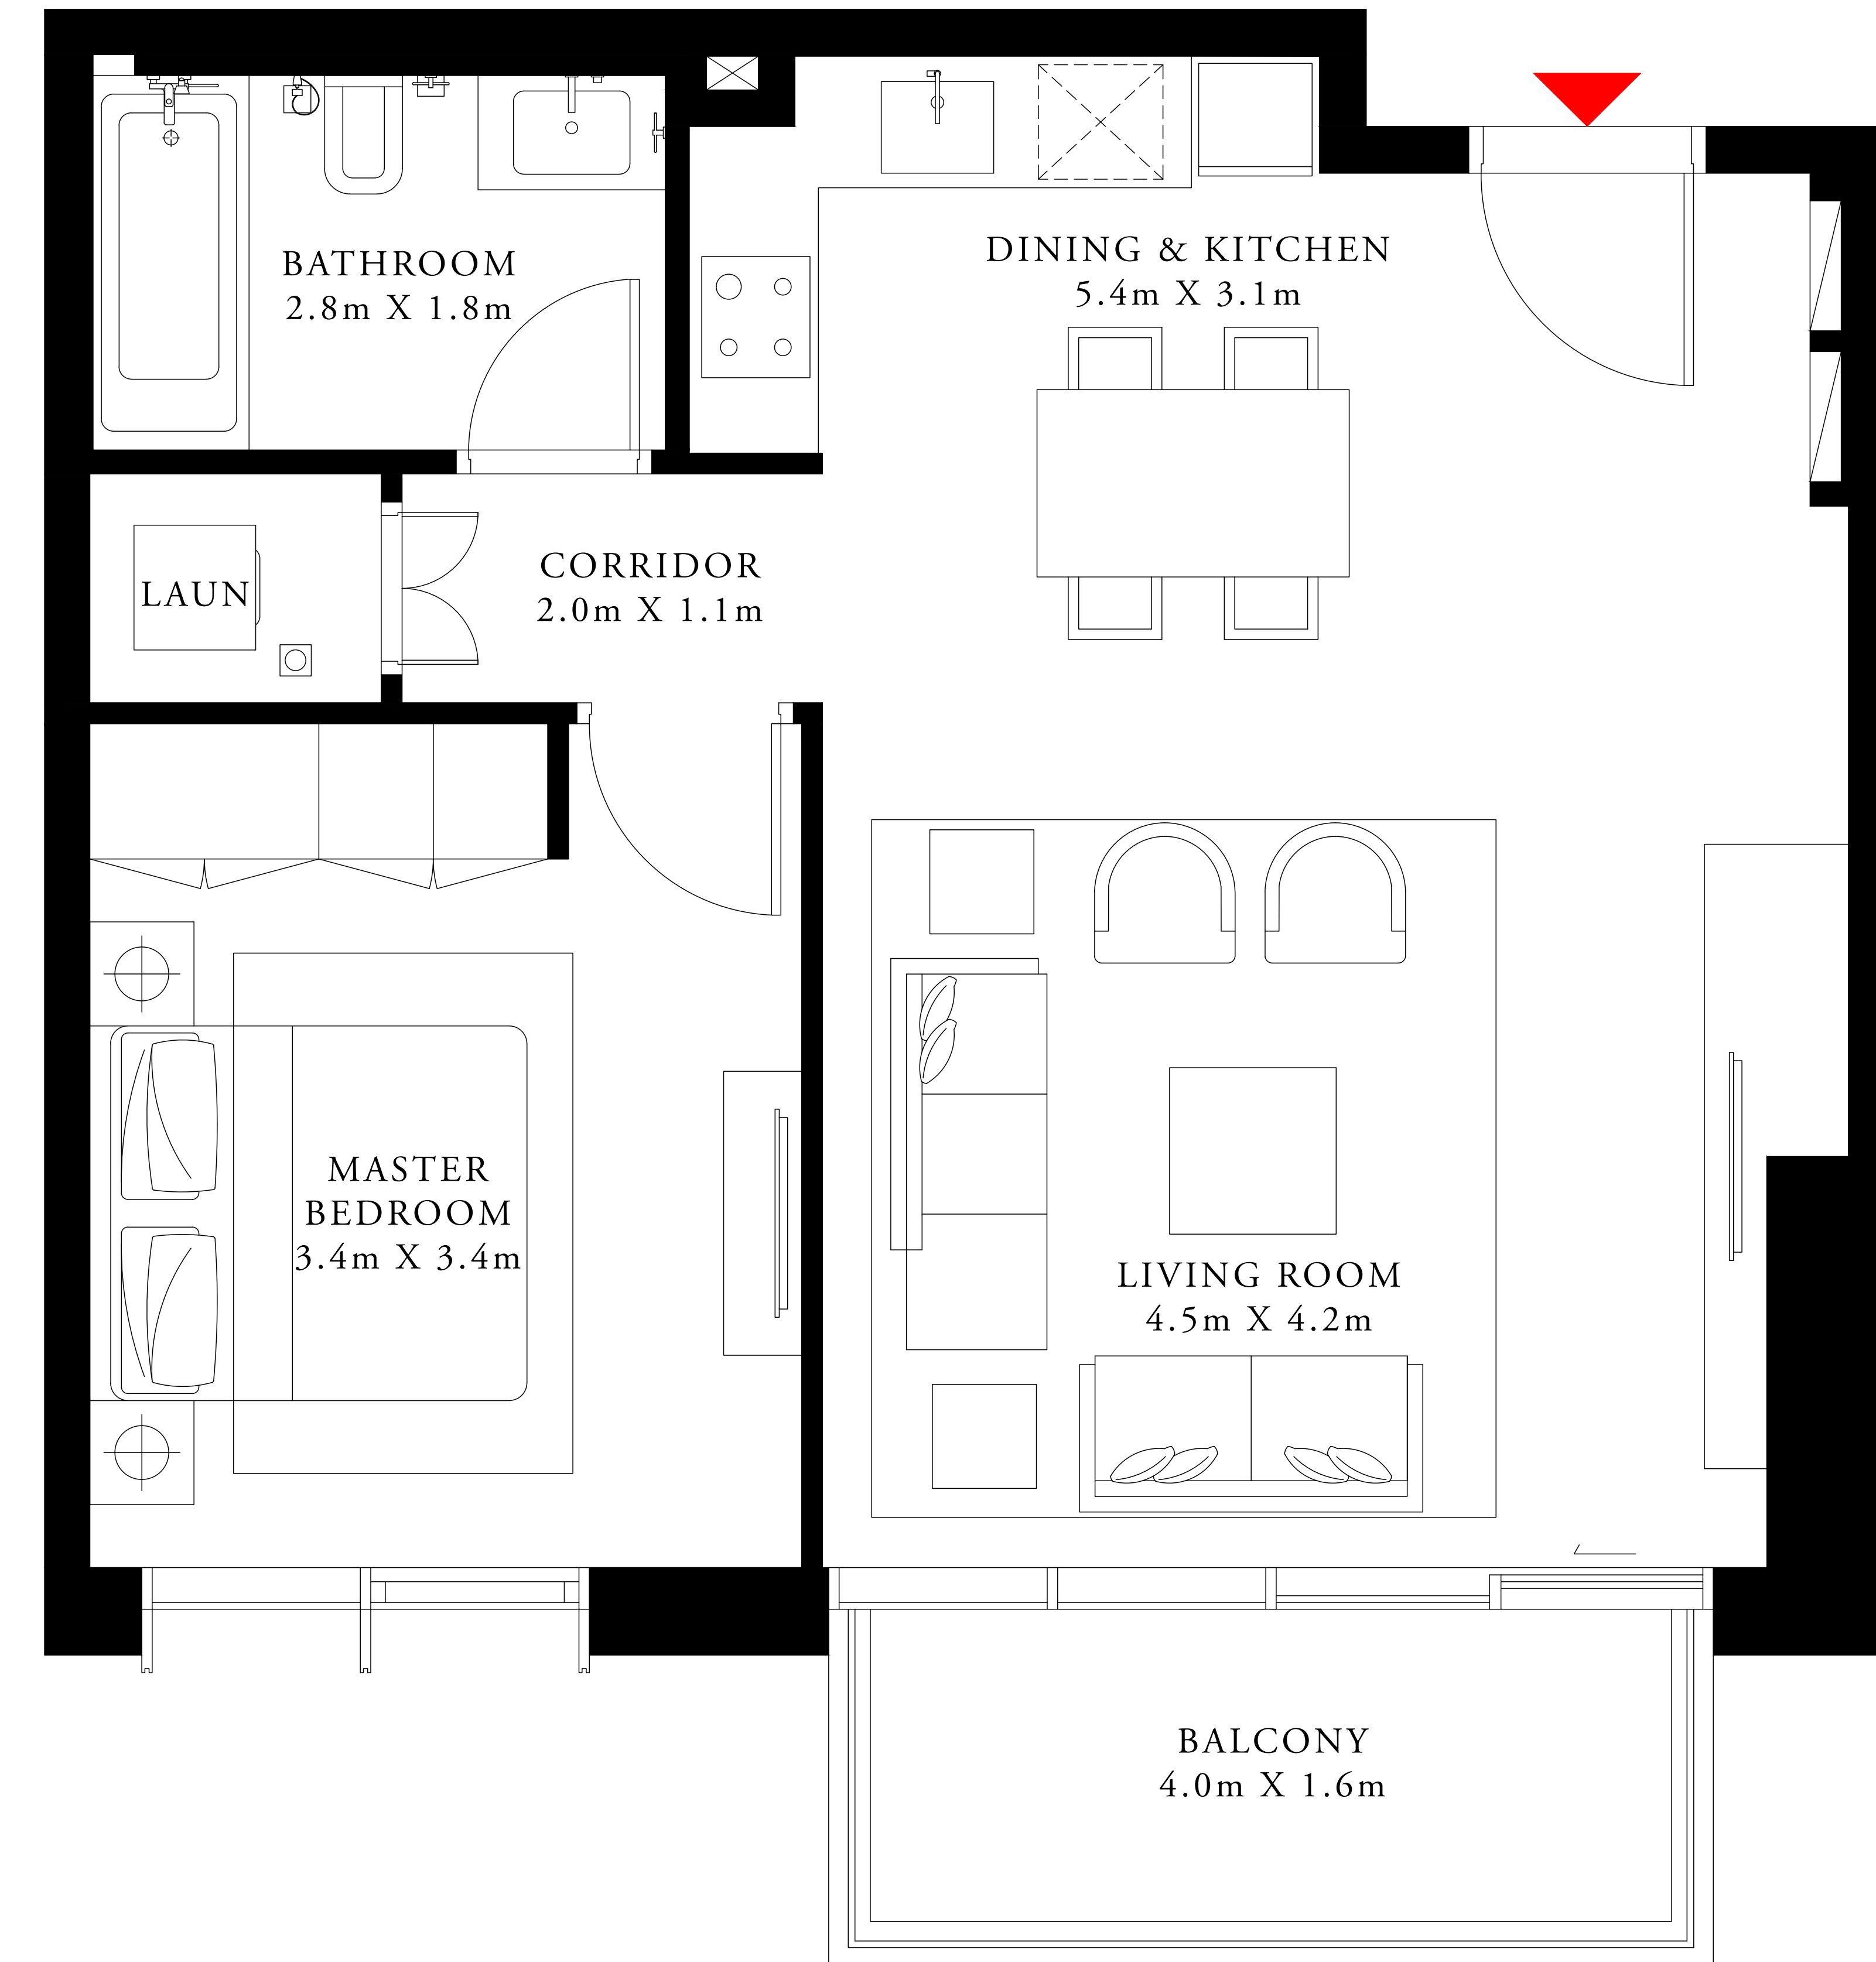 DINING & KITCHEN
5.4m X 3.1m
BATHROOM
2.8m X 1.8m
CORRIDOR
2.0m X 1.1m
LAUN
MASTER
BEDROOM
3.4m X 3.4m
LIVING ROOM
4.5m X 4.2m
BALCONY
4.0m X 1.6m